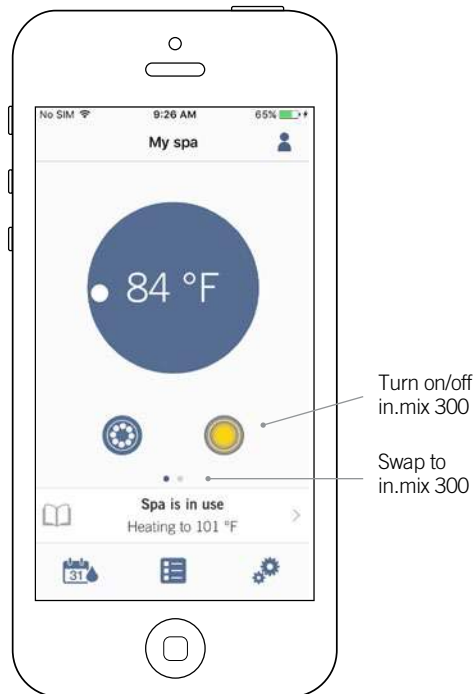 No SIM 9:26 AM 65%
My spa
84 °F
Turn on/off
in.mix 300
Swap to
in.mix 300
Spa is in use
Heating to 101 °F
31